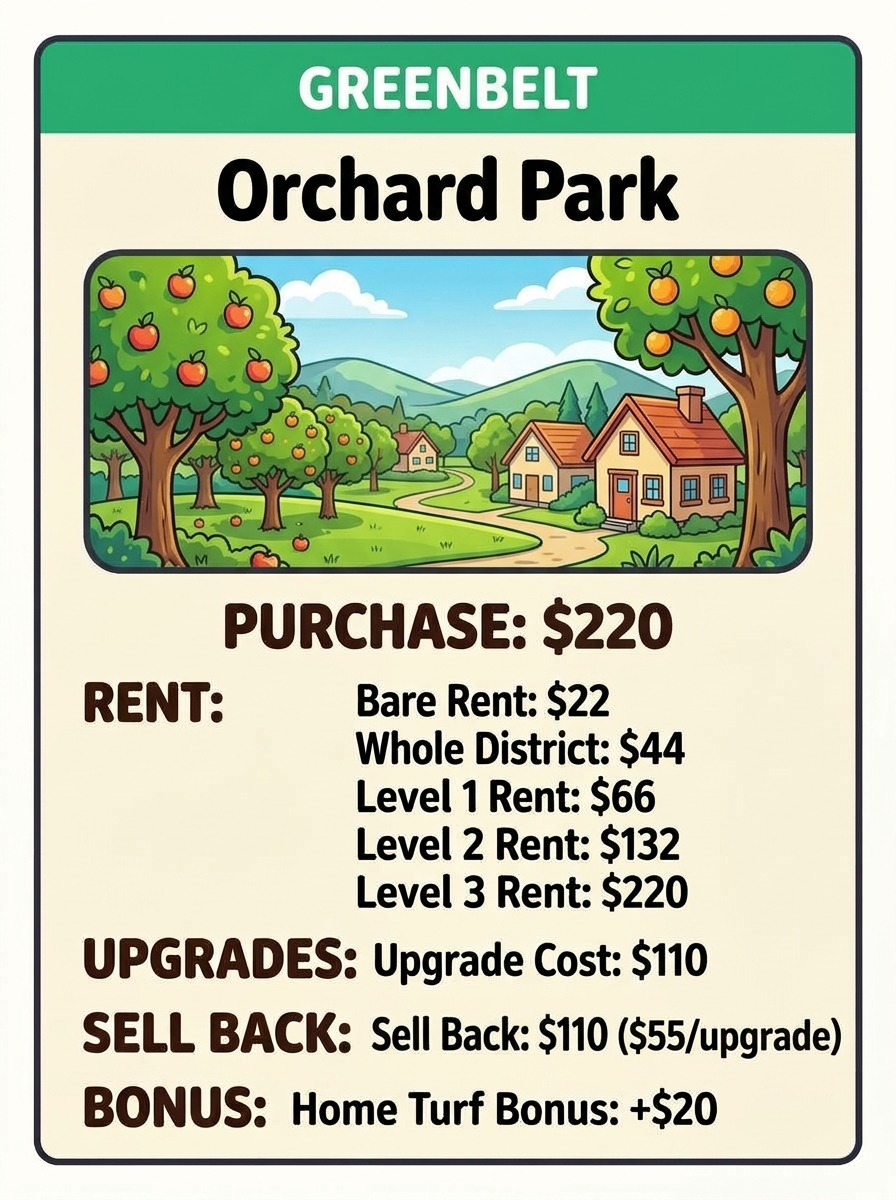 GREENBELT
Orchard Park
PURCHASE: $220
RENT: Bare Rent: $22
Whole District: $44
Level 1 Rent: $66
Level 2 Rent: $132
Level 3 Rent: $220
UPGRADES: Upgrade Cost: $110
SELL BACK: Sell Back: $110 ($55/upgrade)
BONUS: Home Turf Bonus: +$20